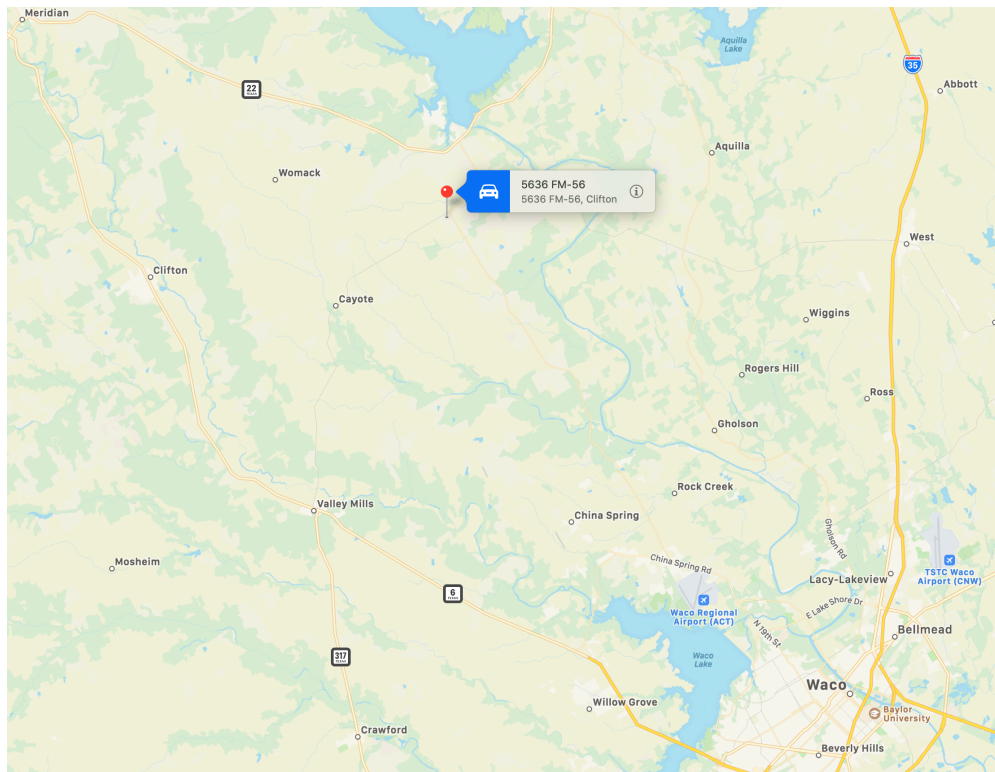 Meridian
Aquilla
Lake
35
Abbott
22
TEXAS
Aquilla
Womack
5636 FM-56
5636 FM-56, Clifton
West
Clifton
Cayote
Wiggins
Rogers Hill
Ross
Gholson
Rock Creek
Valley Mills
China Spring
Gholson Rd
China Spring Rd
Mosheim
TSTC Waco
Airport (CNW)
Lacy-Lakeview
6
TEXAS
Waco Regional
Airport (ACT)
E Lake Shore Dr
N 19th St
Bellmead
317
TEXAS
Waco
Lake
Waco
Willow Grove
Baylor
University
Crawford
Beverly Hills